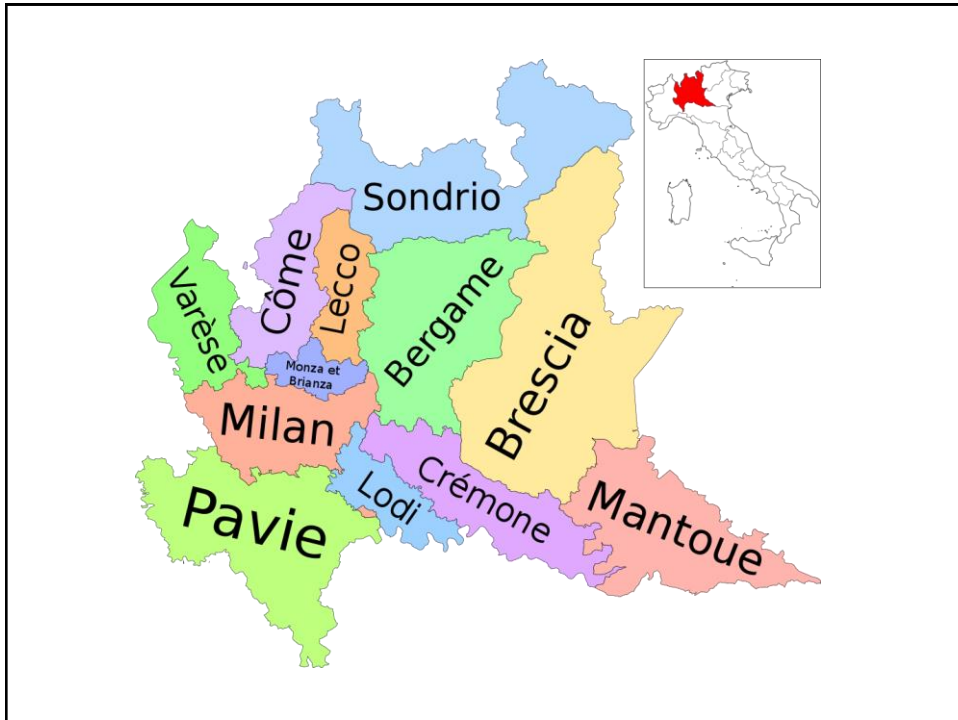 Sondrio
Côme
Lecco
Varèse
Bergame
Monza et
Brianza
Brescia
Milan
Crémone
Lodi
Pavie
Mantoue